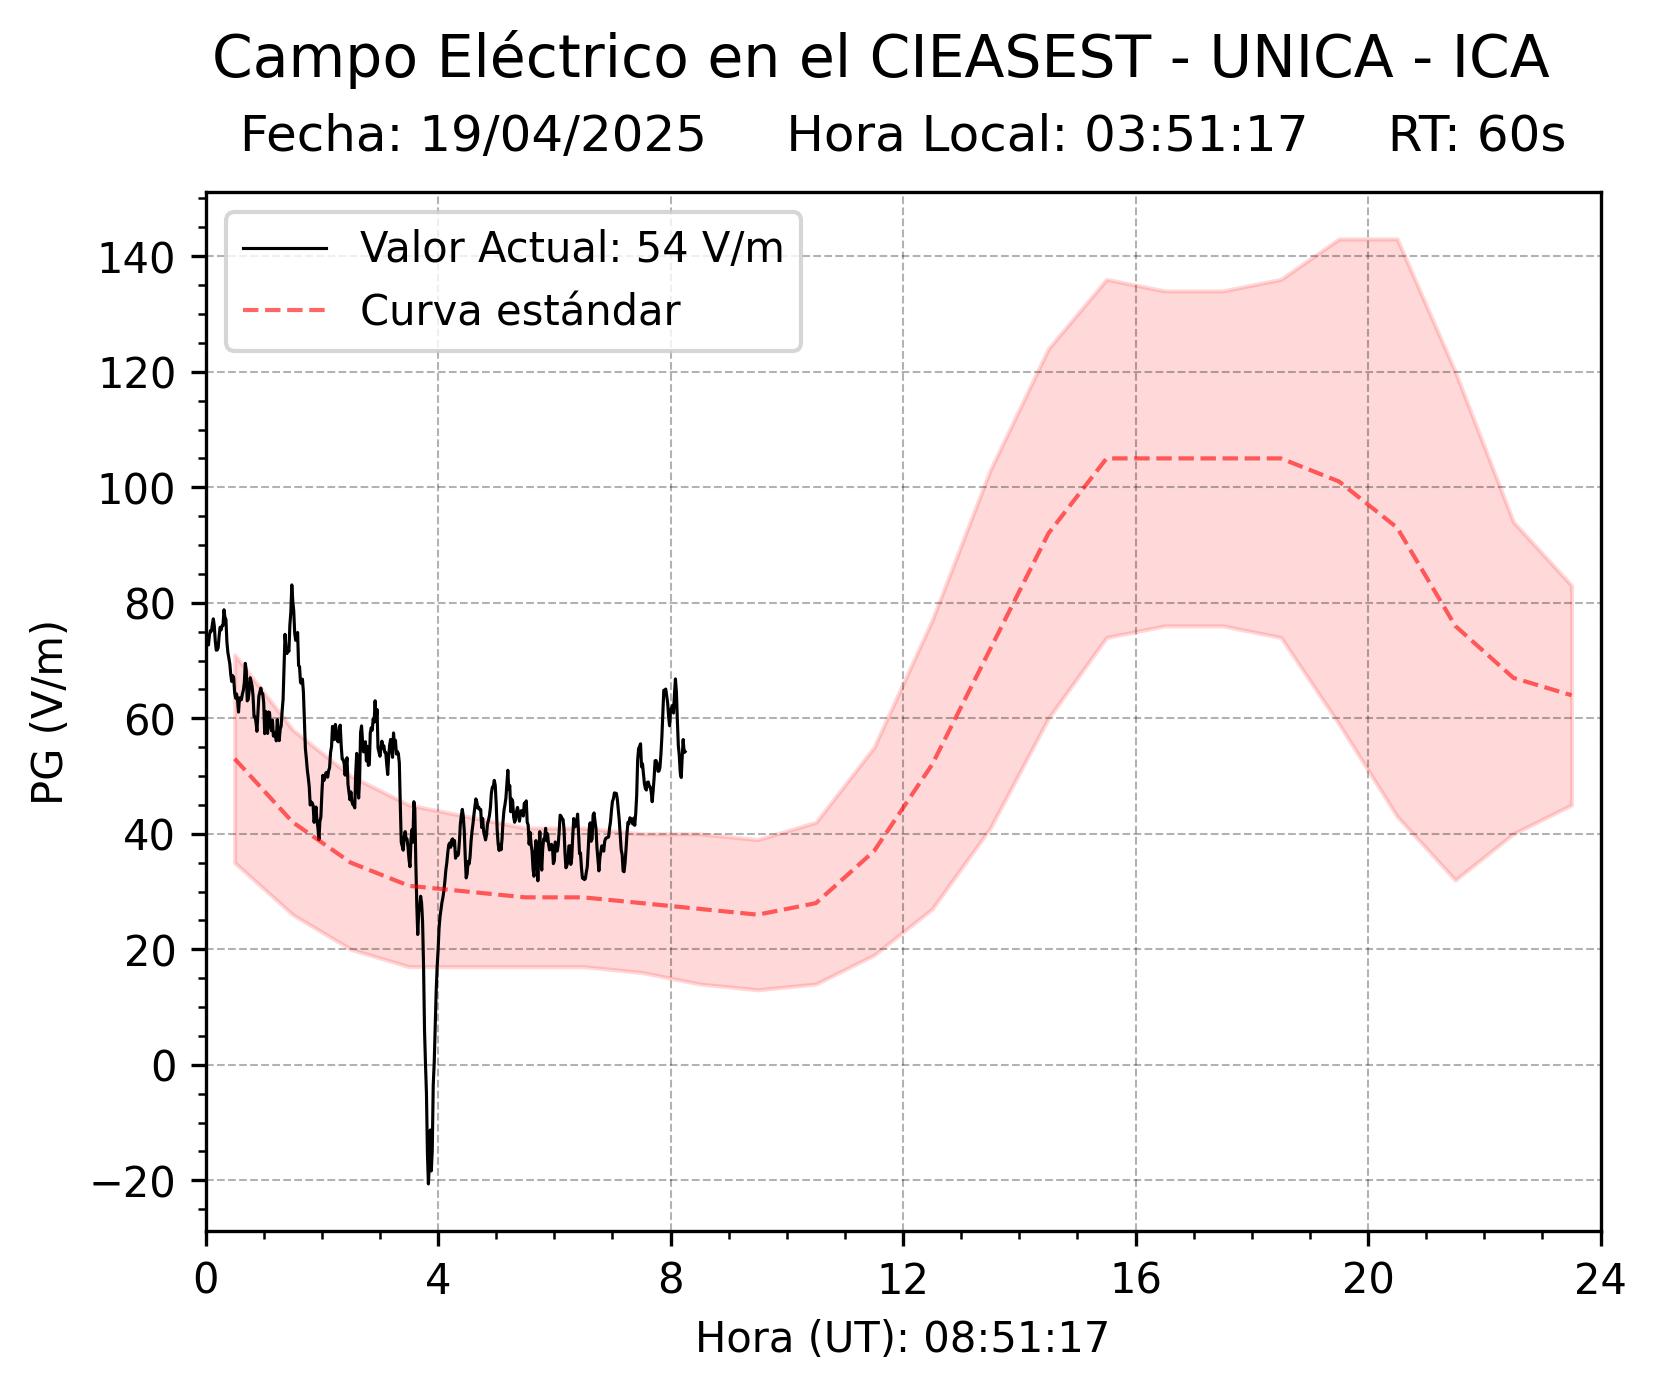 Campo Eléctrico en el CIEASEST - UNICA - ICA
Fecha: 19/04/2025 Hora Local: 03:51:17 RT: 60s
Valor Actual: 54 V/m
Curva estándar
PG (V/m)
140
120
100
80
60
40
20
0
−20
0 4 8 12 16 20 24
Hora (UT): 08:51:17